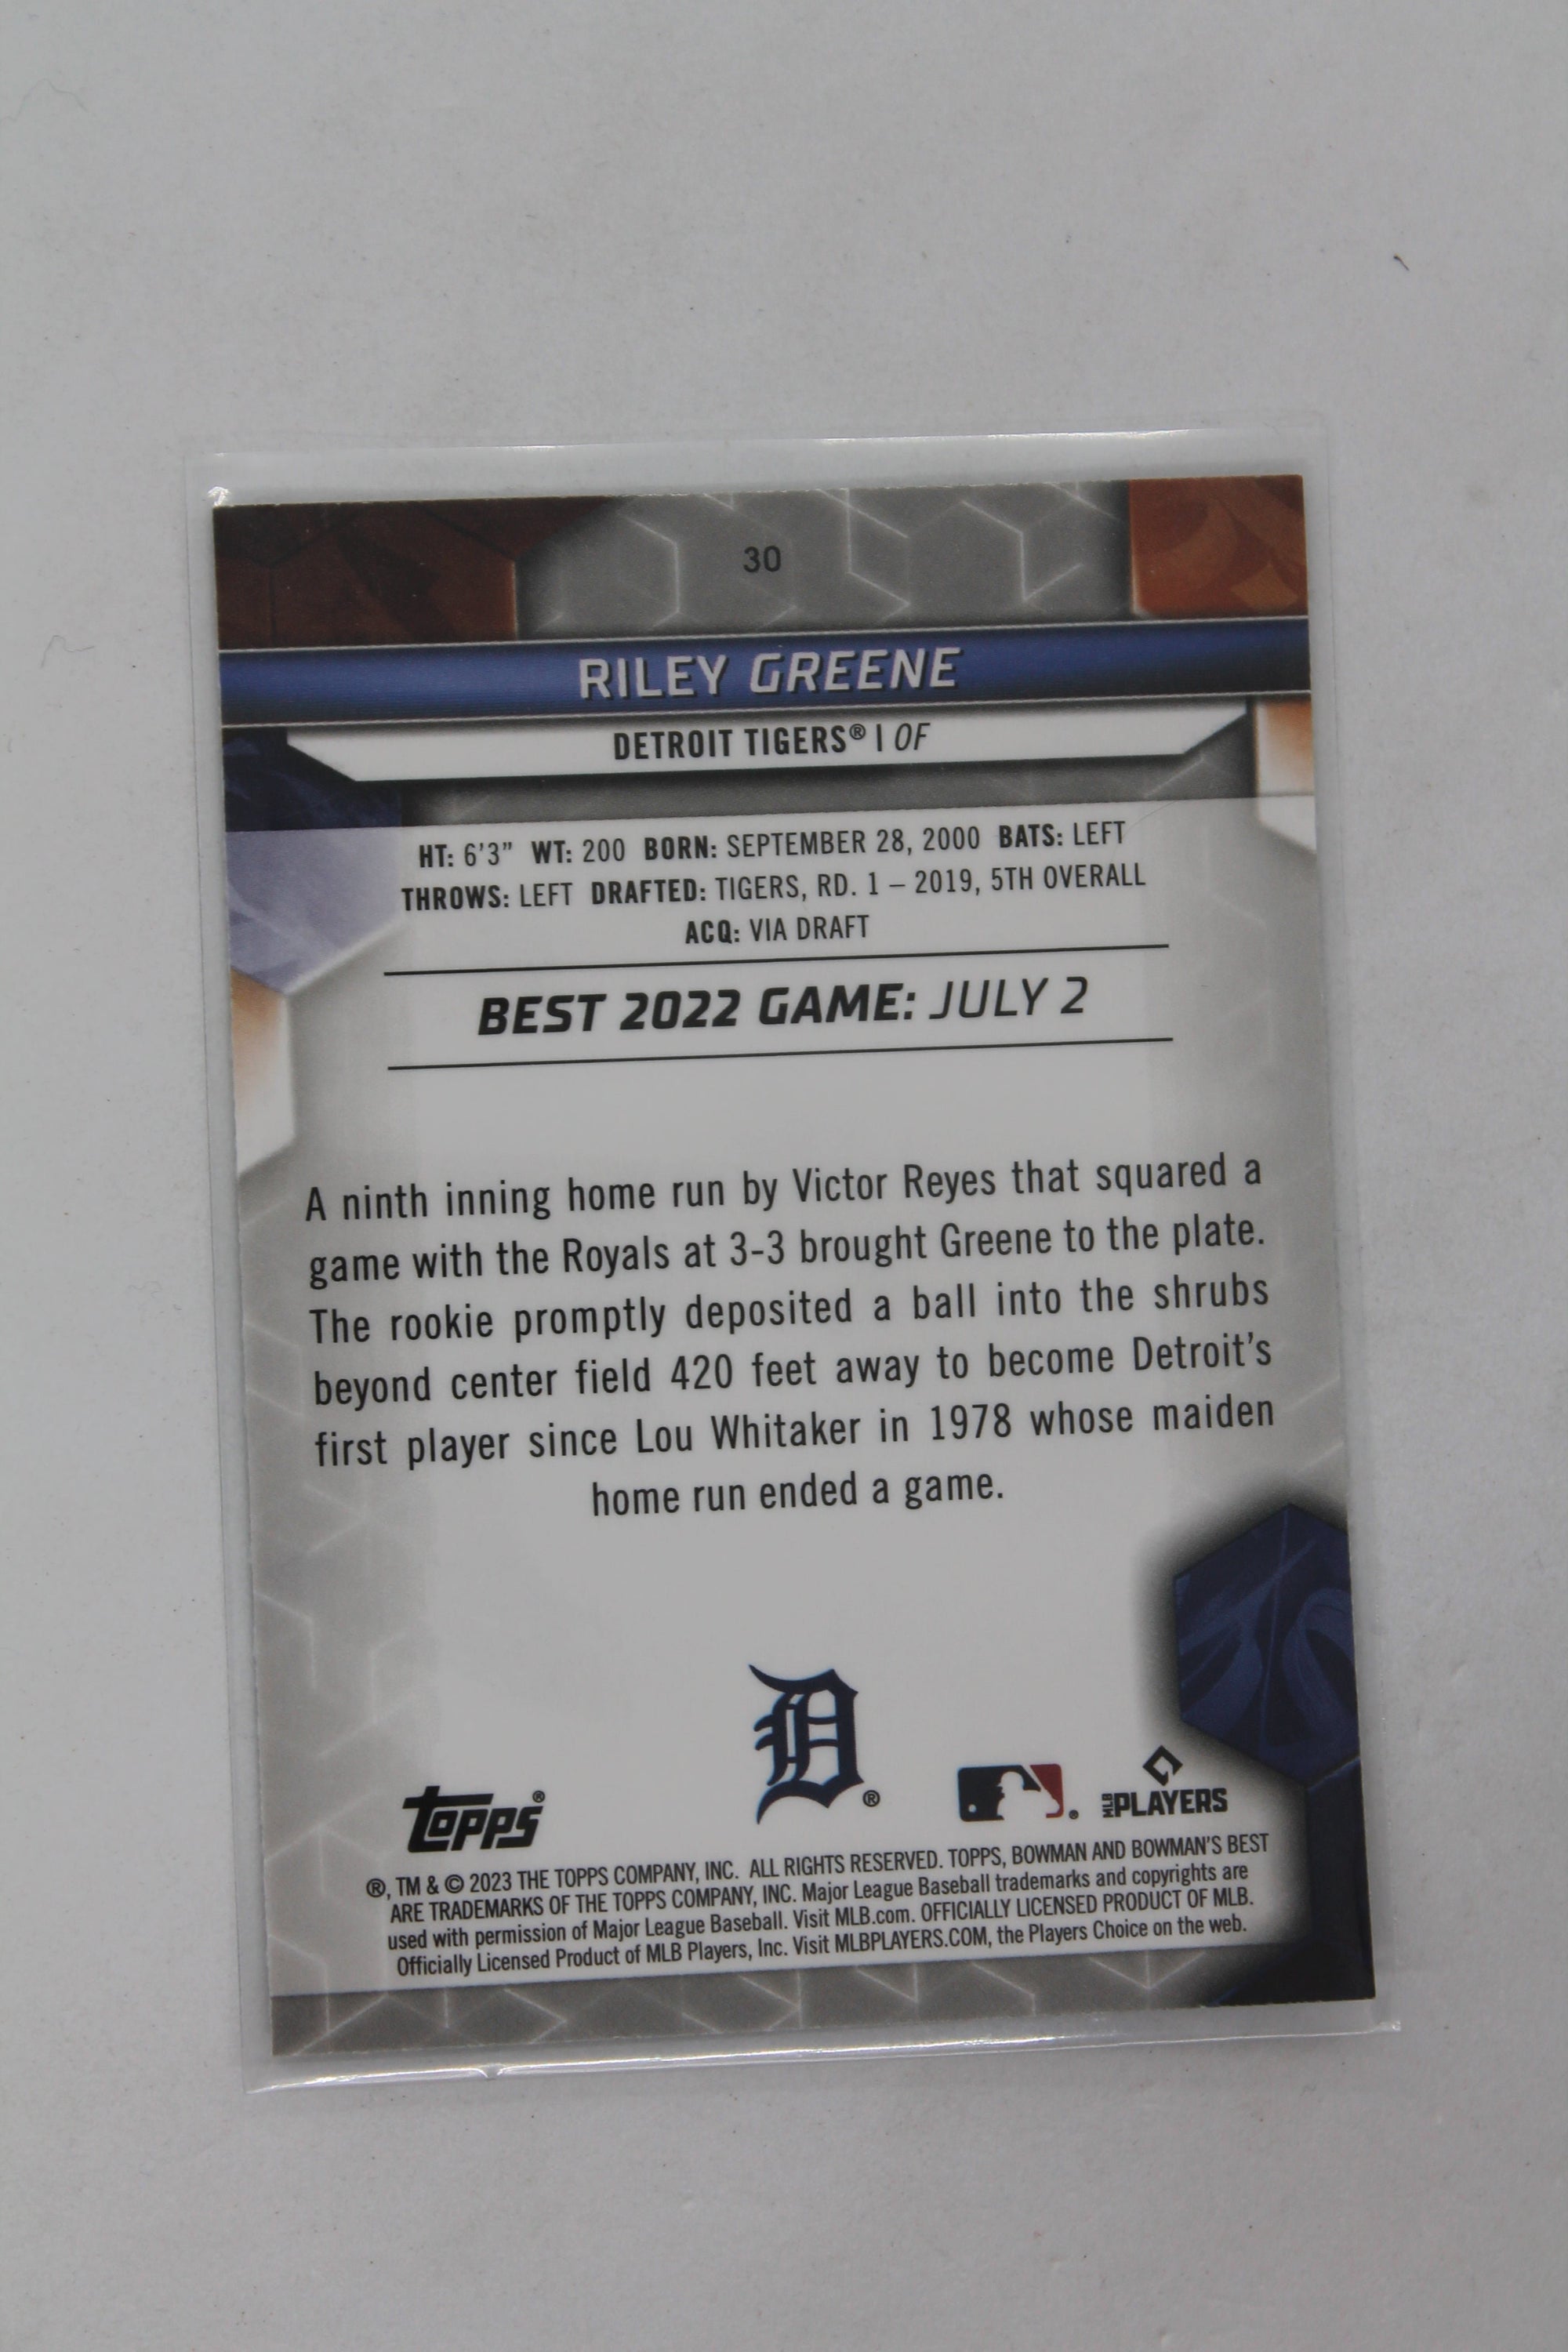 30
RILEY GREENE
DETROIT TIGERS® | OF
HT: 6'3" WT: 200 BORN: SEPTEMBER 28, 2000 BATS: LEFT
THROWS: LEFT DRAFTED: TIGERS, RD. 1 – 2019, 5TH OVERALL
ACQ: VIA DRAFT
BEST 2022 GAME: JULY 2
A ninth inning home run by Victor Reyes that squared a
game with the Royals at 3-3 brought Greene to the plate.
The rookie promptly deposited a ball into the shrubs
beyond center field 420 feet away to become Detroit's
first player since Lou Whitaker in 1978 whose maiden
home run ended a game.
D®
Topps®
®
MLB PLAYERS
®, TM & © 2023 THE TOPPS COMPANY, INC. ALL RIGHTS RESERVED. TOPPS, BOWMAN AND BOWMAN'S BEST
ARE TRADEMARKS OF THE TOPPS COMPANY, INC. Major League Baseball trademarks and copyrights are
used with permission of Major League Baseball. Visit MLB.com. OFFICIALLY LICENSED PRODUCT OF MLB.
Officially Licensed Product of MLB Players, Inc. Visit MLBPLAYERS.COM, the Players Choice on the web.